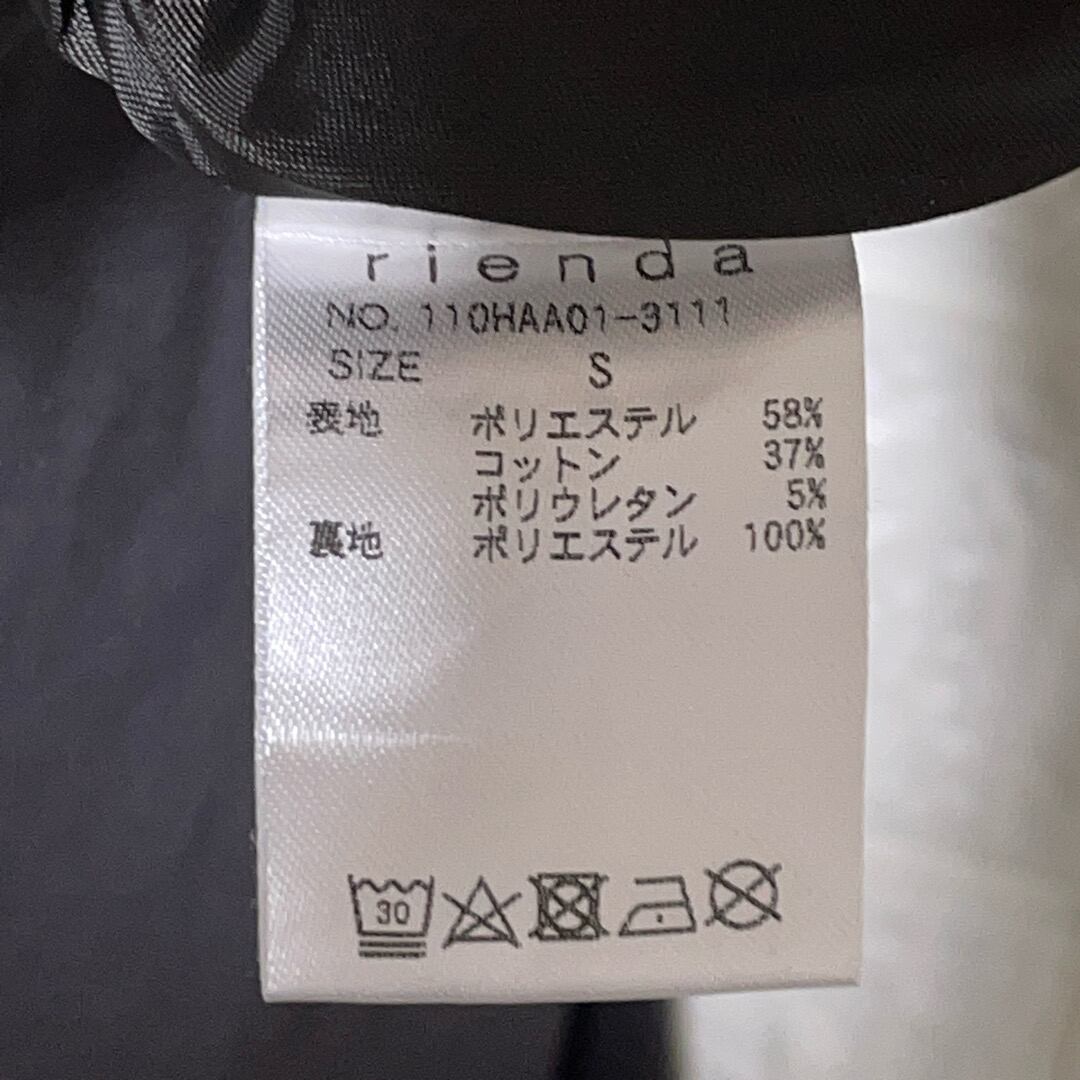 rienda
NO. 110HAA01-3111
SIZE S
表地 ポリエステル 58%
コットン 37%
ポリウレタン 5%
裏地 ポリエステル 100%
30